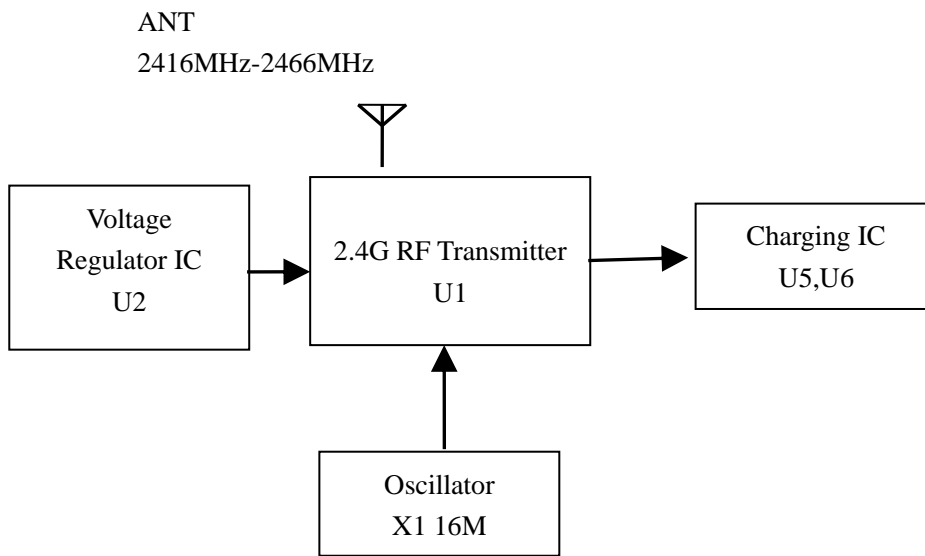 ANT
2416MHz-2466MHz
Voltage
Regulator IC
U2
2.4G RF Transmitter
U1
Charging IC
U5,U6
Oscillator
X1 16M